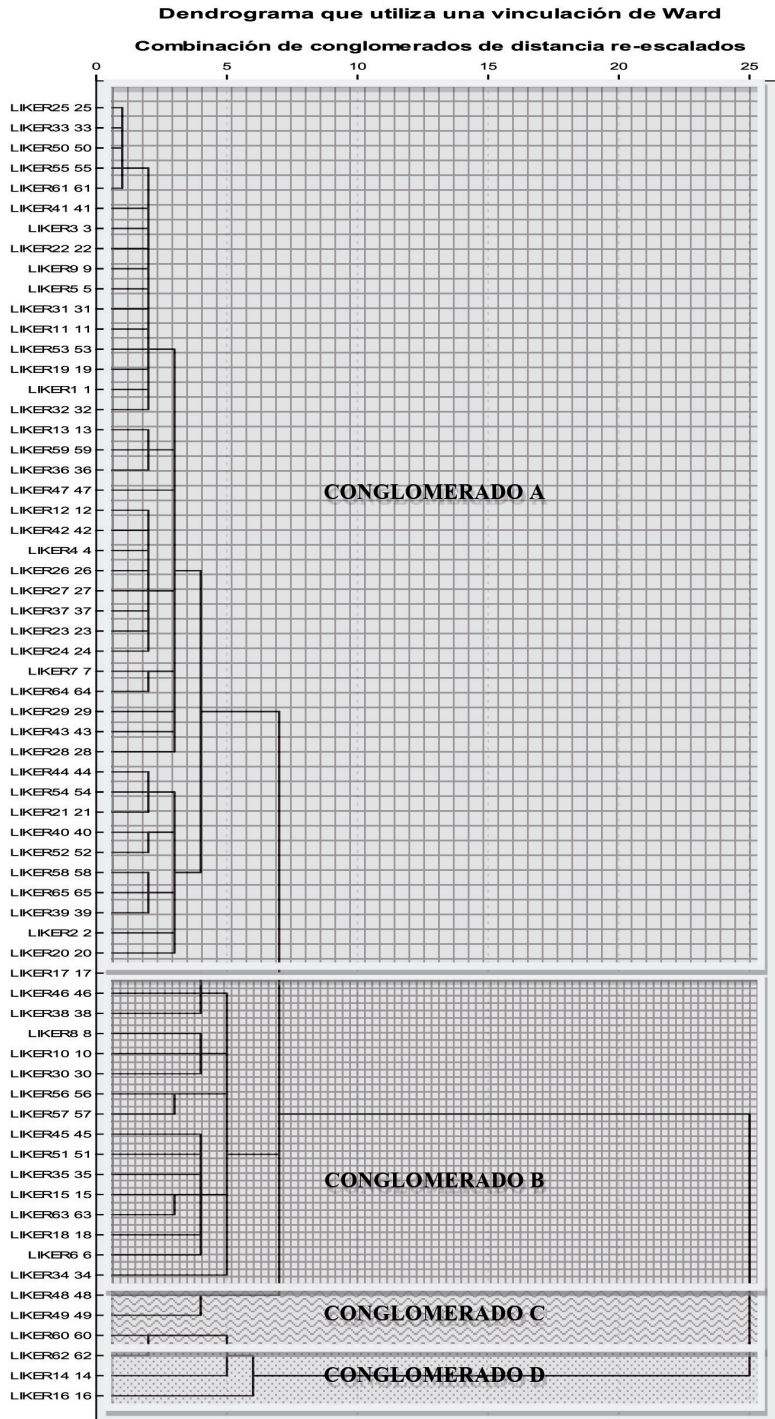 Dendrograma que utiliza una vinculación de Ward
Combinación de conglomerados de distancia re-escalados
0 5 10 15 20 25
LIKER25 25
LIKER33 33
LIKER50 50
LIKER55 55
LIKER61 61
LIKER41 41
LIKER3 3
LIKER22 22
LIKER9 9
LIKER5 5
LIKER31 31
LIKER11 11
LIKER53 53
LIKER19 19
LIKER1 1
LIKER32 32
LIKER13 13
LIKER59 59
LIKER36 36
LIKER47 47
CONGLOMERADO A
LIKER12 12
LIKER42 42
LIKER4 4
LIKER26 26
LIKER27 27
LIKER37 37
LIKER23 23
LIKER24 24
LIKER7 7
LIKER64 64
LIKER29 29
LIKER43 43
LIKER28 28
LIKER44 44
LIKER54 54
LIKER21 21
LIKER40 40
LIKER52 52
LIKER58 58
LIKER65 65
LIKER39 39
LIKER2 2
LIKER20 20
LIKER17 17
LIKER46 46
LIKER38 38
LIKER8 8
LIKER10 10
LIKER30 30
LIKER56 56
LIKER57 57
LIKER45 45
LIKER51 51
LIKER35 35
CONGLOMERADO B
LIKER15 15
LIKER63 63
LIKER18 18
LIKER6 6
LIKER34 34
LIKER48 48
LIKER49 49
CONGLOMERADO C
LIKER60 60
LIKER62 62
LIKER14 14
CONGLOMERADO D
LIKER16 16